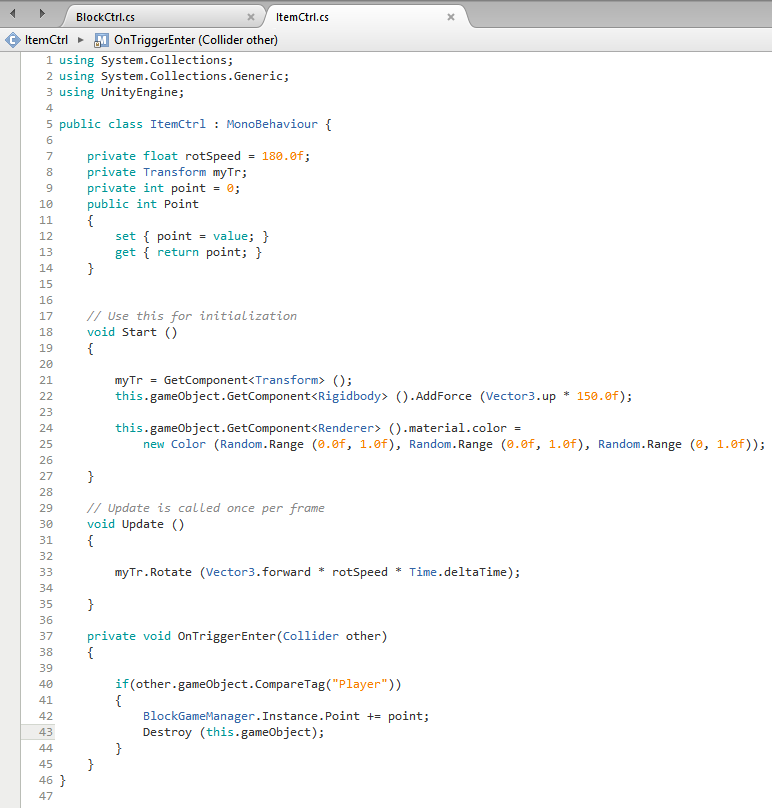 BlockCtrl.cs × ItemCtrl.cs ×
ItemCtrl ▸ M OnTriggerEnter (Collider other)
1 using System.Collections;
2 using System.Collections.Generic;
3 using UnityEngine;
4
5 public class ItemCtrl : MonoBehaviour {
6
7     private float rotSpeed = 180.0f;
8     private Transform myTr;
9     private int point = 0;
10     public int Point
11     {
12         set { point = value; }
13         get { return point; }
14     }
15
16
17     // Use this for initialization
18     void Start ()
19     {
20
21         myTr = GetComponent<Transform> ();
22         this.gameObject.GetComponent<Rigidbody> ().AddForce (Vector3.up * 150.0f);
23
24         this.gameObject.GetComponent<Renderer> ().material.color =
25             new Color (Random.Range (0.0f, 1.0f), Random.Range (0.0f, 1.0f), Random.Range (0, 1.0f));
26
27     }
28
29     // Update is called once per frame
30     void Update ()
31     {
32
33         myTr.Rotate (Vector3.forward * rotSpeed * Time.deltaTime);
34
35     }
36
37     private void OnTriggerEnter(Collider other)
38     {
39
40         if(other.gameObject.CompareTag("Player"))
41         {
42             BlockGameManager.Instance.Point += point;
43             Destroy (this.gameObject);
44         }
45     }
46 }
47